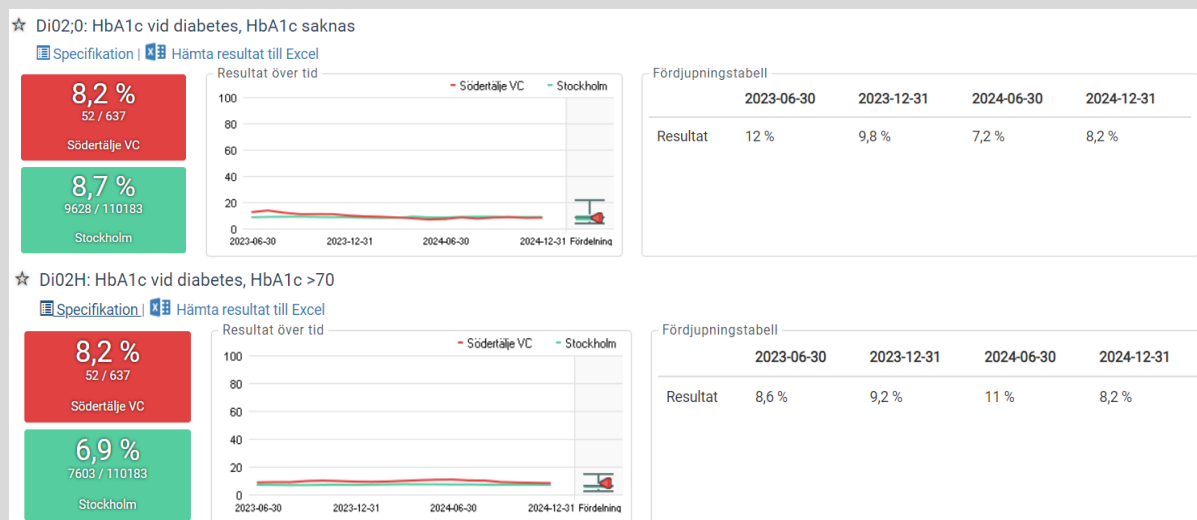 Di02;0: HbA1c vid diabetes, HbA1c saknas
Specifikation | Hämta resultat till Excel
8,2 %
52 / 637
Södertälje VC
8,7 %
9628 / 110183
Stockholm
Resultat över tid
Södertälje VC Stockholm
100
80
60
40
20
0
2023-06-30 2023-12-31 2024-06-30 2024-12-31 Fördelning
Fördjupningstabell
2023-06-30 2023-12-31 2024-06-30 2024-12-31
Resultat 12 % 9,8 % 7,2 % 8,2 %
Di02H: HbA1c vid diabetes, HbA1c >70
Specifikation | Hämta resultat till Excel
8,2 %
52 / 637
Södertälje VC
6,9 %
7603 / 110183
Stockholm
Resultat över tid
Södertälje VC Stockholm
100
80
60
40
20
0
2023-06-30 2023-12-31 2024-06-30 2024-12-31 Fördelning
Fördjupningstabell
2023-06-30 2023-12-31 2024-06-30 2024-12-31
Resultat 8,6 % 9,2 % 11 % 8,2 %